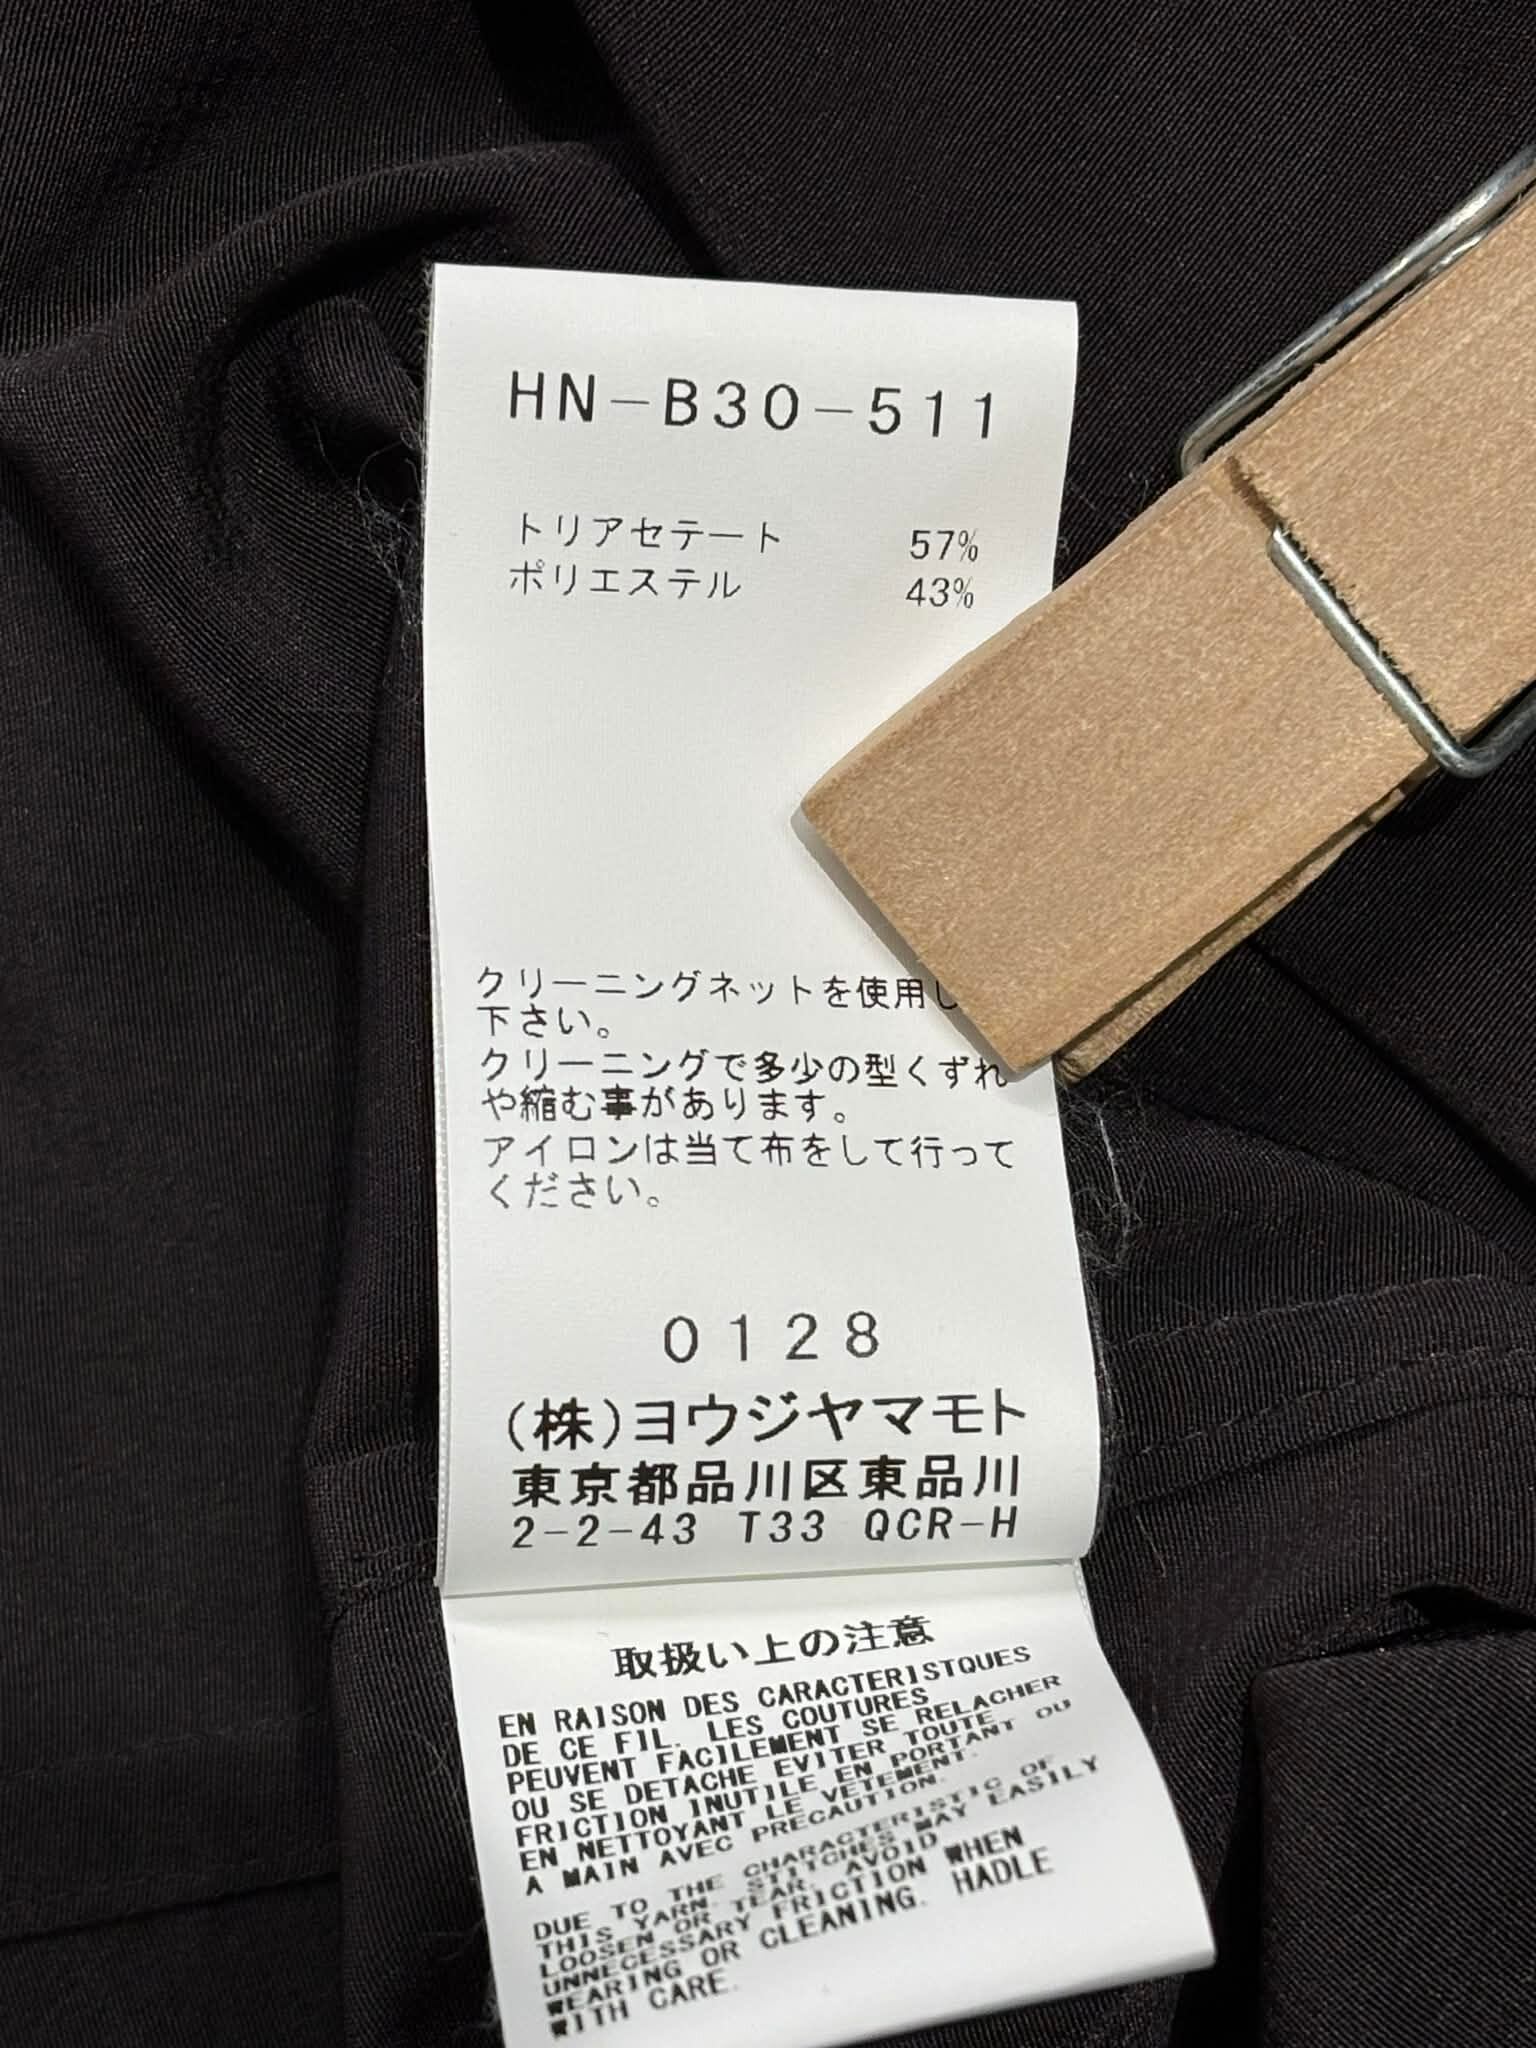 HN-B30-511
トリアセテート 57%
ポリエステル 43%
クリーニングネットを使用し
下さい。
クリーニングで多少の型くずれ
や縮む事があります。
アイロンは当て布をして行って
ください。
0128
(株)ヨウジヤマモト
東京都品川区東品川
2-2-43 T33 QCR-H
取扱い上の注意
EN RAISON DES CARACTERISTQUES
DE CE FIL. LES COUTURES
PEUVENT FACILEMENT SE RELACHER
OU SE DETACHE EVITER TOUTE
FRICTION INUTILE EN PORTANT OU
EN NETTOYANT LE VETEMENT.
A MAIN AVEC PRECAUTION.
DUE TO THE CHARACTERISTIC OF
THIS YARN. STITCHES MAY EASILY
LOOSEN OR TEAR. AVOID
UNNECESSARY FRICTION WHEN
WEARING OR CLEANING. HADLE
WITH CARE.